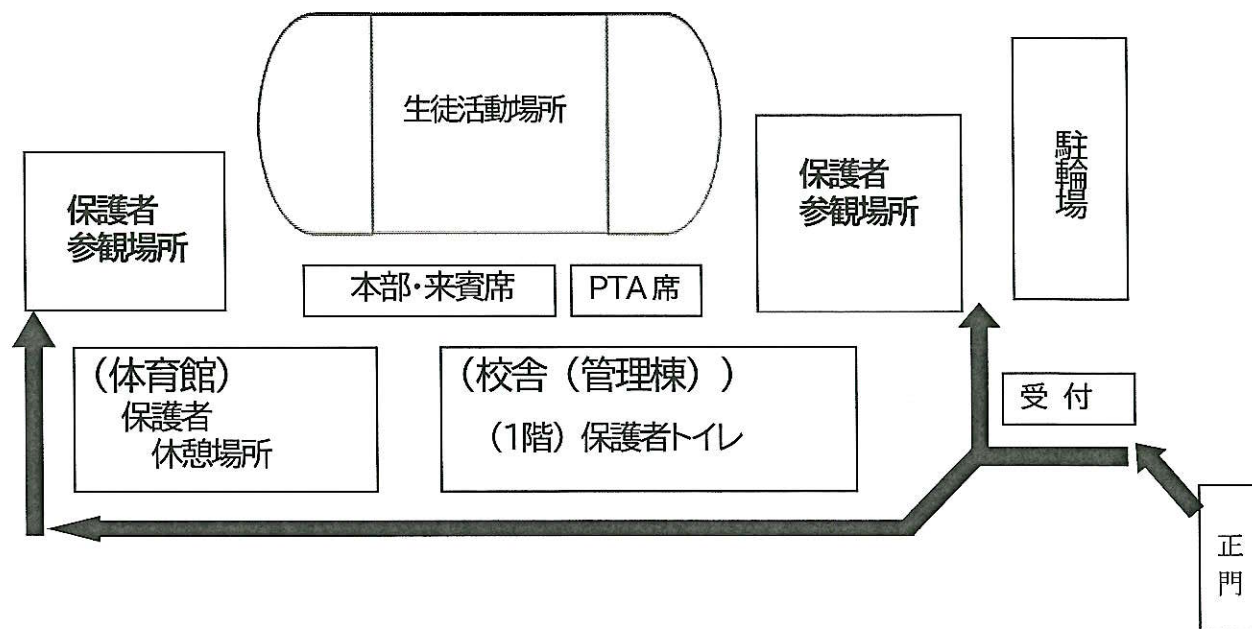 生徒活動場所
保護者
参観場所
駐輪場
保護者
参観場所
本部・来賓席
PTA席
(体育館)
保護者
休憩場所
(校舎(管理棟))
(1階)保護者トイレ
受 付
正門